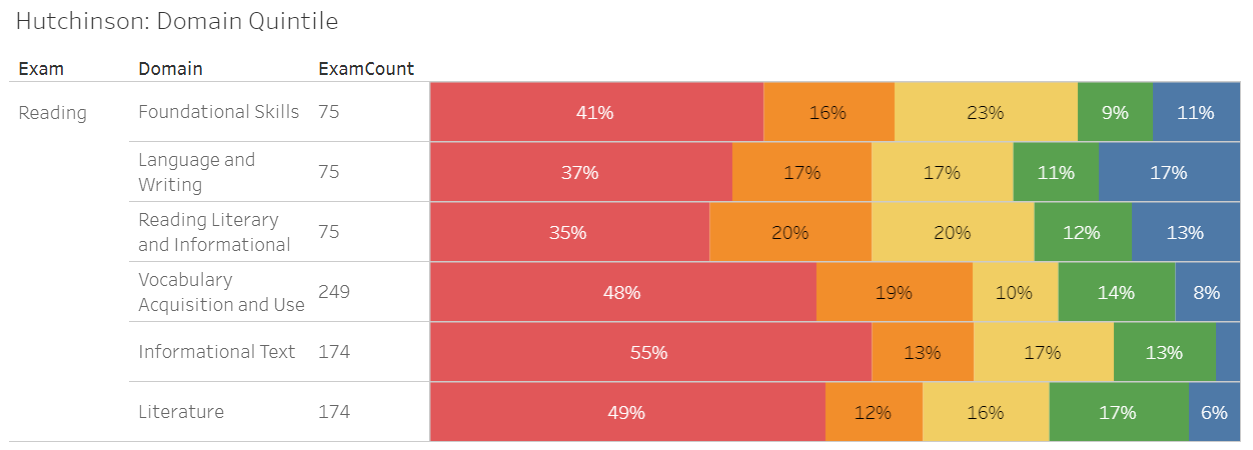 Hutchinson: Domain Quintile
Exam Domain ExamCount
Reading Foundational Skills 75 41% 16% 23% 9% 11%
Language and
Writing 75 37% 17% 17% 11% 17%
Reading Literary
and Informational 75 35% 20% 20% 12% 13%
Vocabulary
Acquisition and Use 249 48% 19% 10% 14% 8%
Informational Text 174 55% 13% 17% 13%
Literature 174 49% 12% 16% 17% 6%